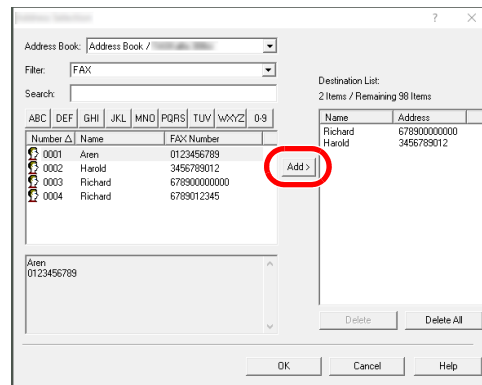 Address Book: Address Book /
Filter: FAX
Search:
ABC DEF GHI JKL MNO PQRS TUV WXYZ 0-9
Number Name FAX Number
0001 Aren 0123456789
0002 Harold 3456789012
0003 Richard 678900000000
0004 Richard 6789012345
Aren
0123456789
Add >
Destination List:
2 Items / Remaining 98 Items
Name Address
Richard 678900000000
Harold 3456789012
Delete Delete All
OK Cancel Help